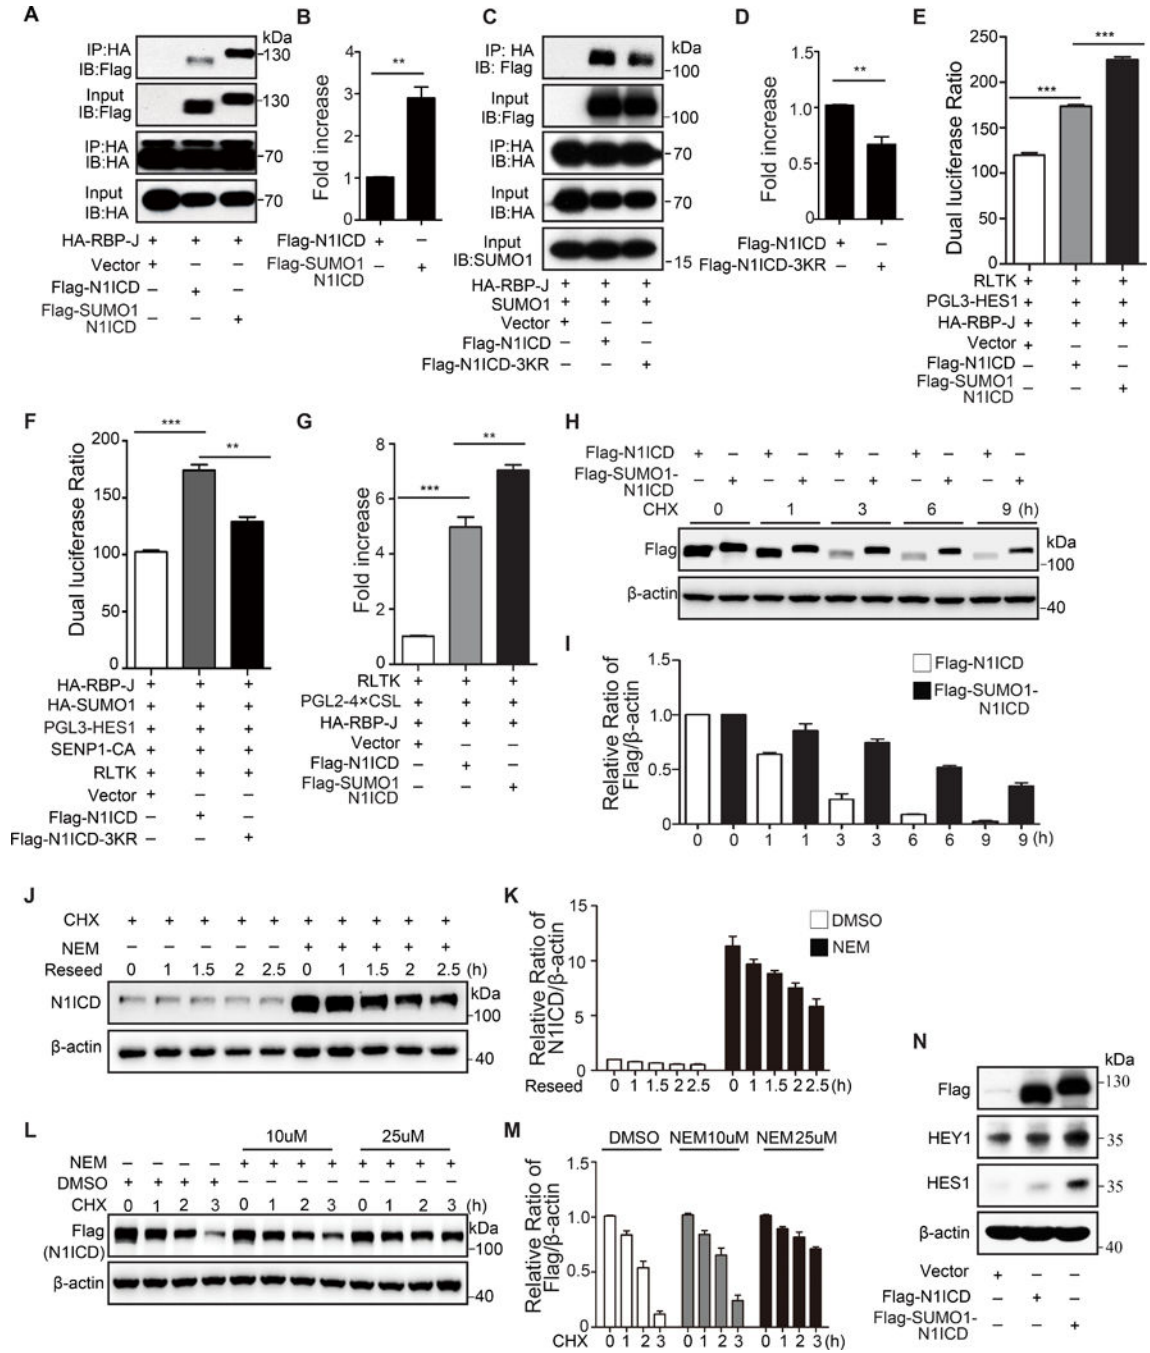 A
kDa
IP:HA
IB:Flag
-130
Input
IB:Flag
-130
IP:HA
IB:HA
-70
Input
IB:HA
-70
HA-RBP-J + + +
Vector + – –
Flag-N1ICD – + –
Flag-SUMO1
N1ICD – – +
B
Fold increase
4
3
2
1
0
**
Flag-N1ICD + –
Flag-SUMO1
N1ICD – +
C
kDa
IP: HA
IB: Flag
100
Input
IB:Flag
100
IP:HA
IB:HA
-70
Input
IB:HA
-70
Input
IB:SUMO1
-15
HA-RBP-J + + +
SUMO1 + + +
Vector + – –
Flag-N1ICD – + –
Flag-N1ICD-3KR – – +
D
Fold increase
1.5
1.0
0.5
0
**
Flag-N1ICD + –
Flag-N1ICD-3KR – +
E
Dual luciferase Ratio
250
200
150
100
50
0
***
***
RLTK + + +
PGL3-HES1 + + +
HA-RBP-J + + +
Vector + – –
Flag-N1ICD – + –
Flag-SUMO1
N1ICD – – +
F
Dual luciferase Ratio
200
150
100
50
0
***
**
HA-RBP-J + + +
HA-SUMO1 + + +
PGL3-HES1 + + +
SENP1-CA + + +
RLTK + + +
Vector + – –
Flag-N1ICD – + –
Flag-N1ICD-3KR – – +
G
Fold increase
8
6
4
2
0
***
**
RLTK + + +
PGL2-4×CSL + + +
HA-RBP-J + + +
Vector + – –
Flag-N1ICD – + –
Flag-SUMO1
N1ICD – – +
H
Flag-N1ICD + – + – + – + – + –
Flag-SUMO1-
N1ICD – + – + – + – + – +
CHX 0 1 3 6 9 (h)
Flag
kDa
-100
β-actin
-40
I
Relative Ratio of
Flag/β-actin
1.5
1.0
0.5
0
Flag-N1ICD
Flag-SUMO1-
N1ICD
0 0 1 1 3 3 6 6 9 9 (h)
J
CHX + + + + + + + + + +
NEM – – – – – + + + + +
Reseed 0 1 1.5 2 2.5 0 1 1.5 2 2.5 (h)
N1ICD
kDa
-100
β-actin
40
K
Relative Ratio of
N1ICD/β-actin
15
10
5
0
DMSO
NEM
Reseed 0 1 1.5 2 2.5 0 1 1.5 2 2.5 (h)
L
10uM 25uM
NEM – – – – + + + + + + + +
DMSO + + + + – – – – – – – –
CHX 0 1 2 3 0 1 2 3 0 1 2 3 (h)
Flag
(N1ICD)
kDa
-100
β-actin
-40
M
DMSO NEM10uM NEM25uM
Relative Ratio of
Flag/β-actin
1.5
1.0
0.5
0
CHX 0 1 2 3 0 1 2 3 0 1 2 3 (h)
N
kDa
Flag
-130
HEY1
-35
HES1
-35
β-actin
40
Vector + – –
Flag-N1ICD – + –
Flag-SUMO1-
N1ICD – – +